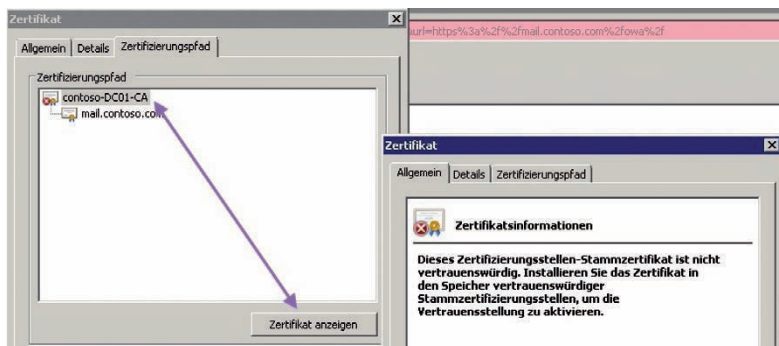 Zertifikat
Allgemein Details Zertifizierungspfad
Zertifizierungspfad
contoso-DC01-CA
mail.contoso.com
Zertifikat anzeigen
url=https%3a%2f%2fmail.contoso.com%2fowa%2f
Zertifikat
Allgemein Details Zertifizierungspfad
Zertifikatsinformationen
Dieses Zertifizierungsstellen-Stammzertifikat ist nicht
vertrauenswürdig. Installieren Sie das Zertifikat in
den Speicher vertrauenswürdiger
Stammzertifizierungsstellen, um die
Vertrauensstellung zu aktivieren.